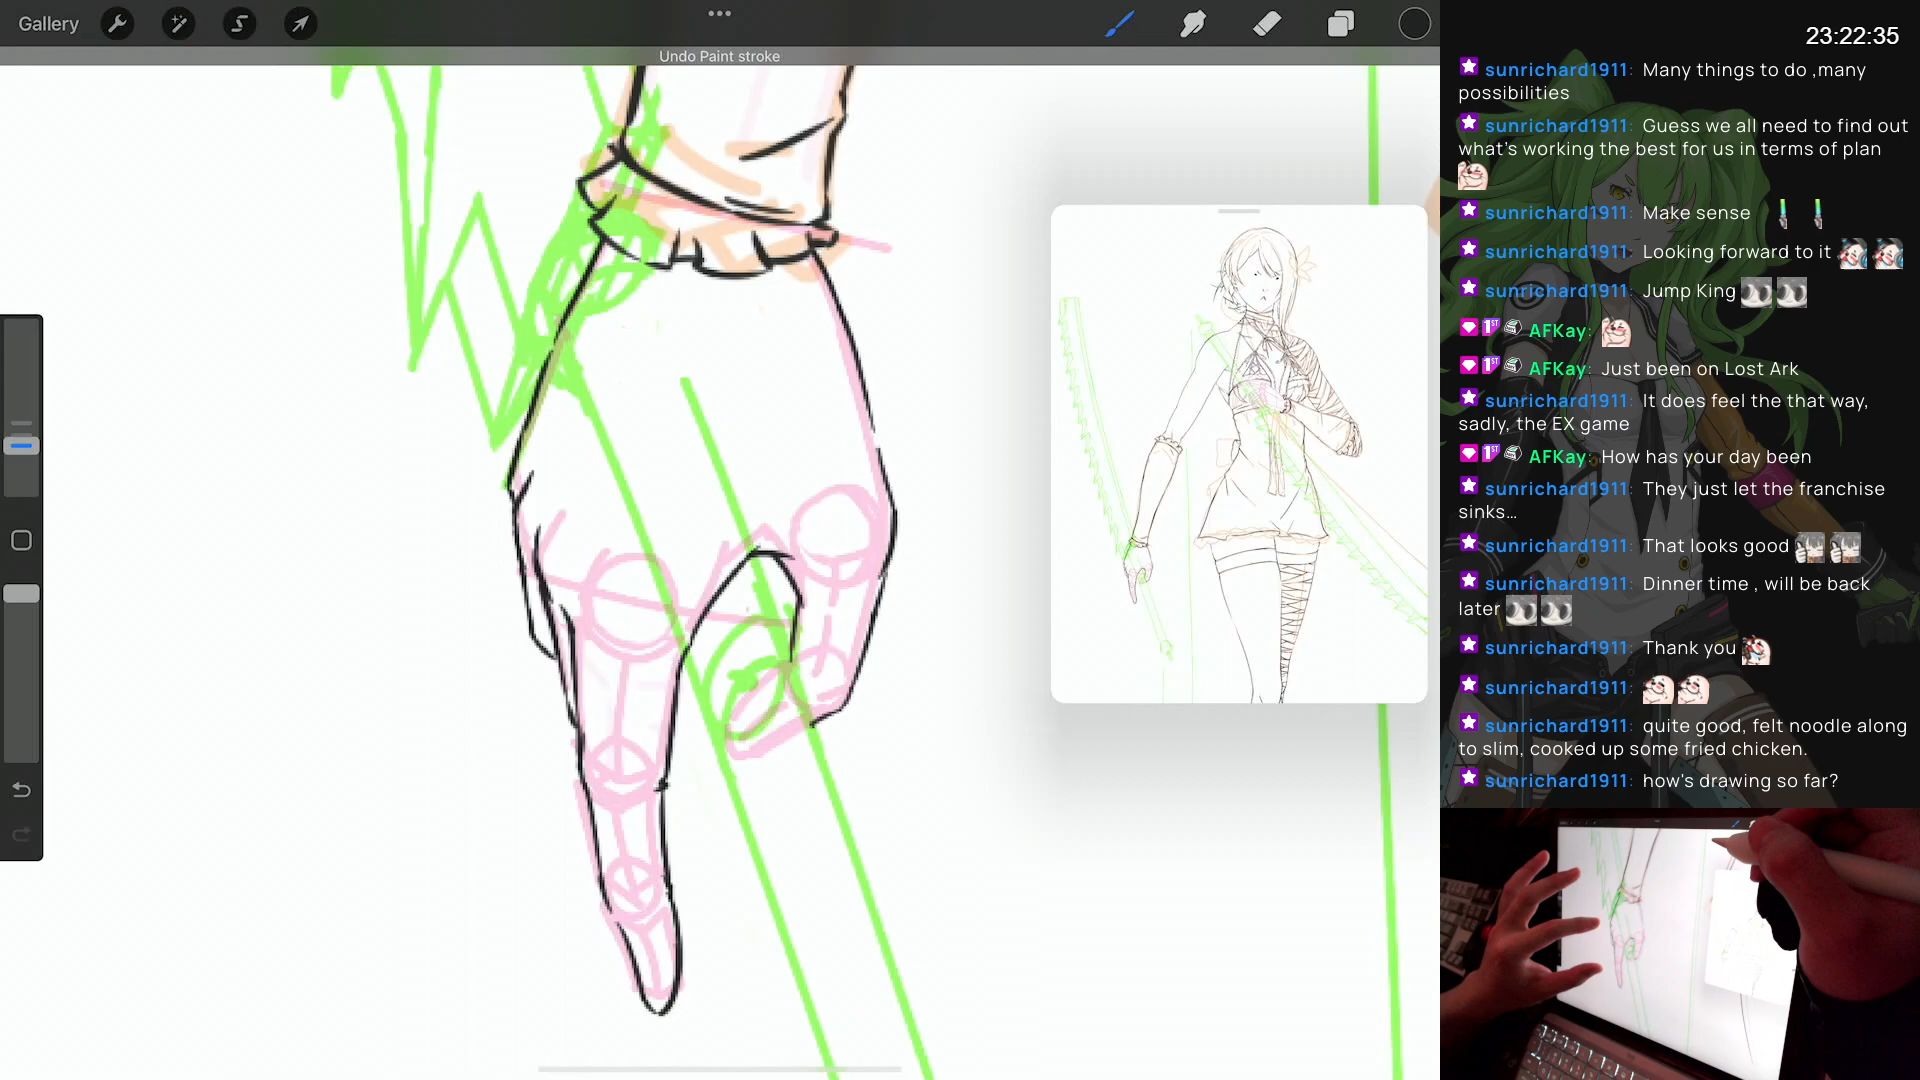 Gallery
Undo Paint stroke
23:22:35
sunrichard1911: Many things to do ,many
possibilities
sunrichard1911: Guess we all need to find out
what's working the best for us in terms of plan
sunrichard1911: Make sense
sunrichard1911: Looking forward to it
sunrichard1911: Jump King
1ST AFKay:
1ST AFKay: Just been on Lost Ark
sunrichard1911: It does feel the that way,
sadly, the EX game
1ST AFKay: How has your day been
sunrichard1911: They just let the franchise
sinks...
sunrichard1911: That looks good
sunrichard1911: Dinner time , will be back
later
sunrichard1911: Thank you
sunrichard1911:
sunrichard1911: quite good, felt noodle along
to slim, cooked up some fried chicken.
sunrichard1911: how's drawing so far?